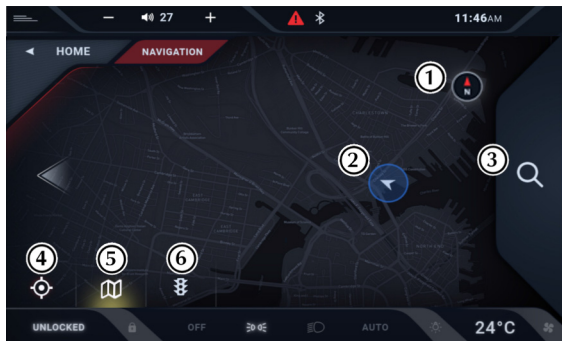 27
11:46AM
HOME
NAVIGATION
1
N
2
3
4
5
6
UNLOCKED
OFF
AUTO
24°C